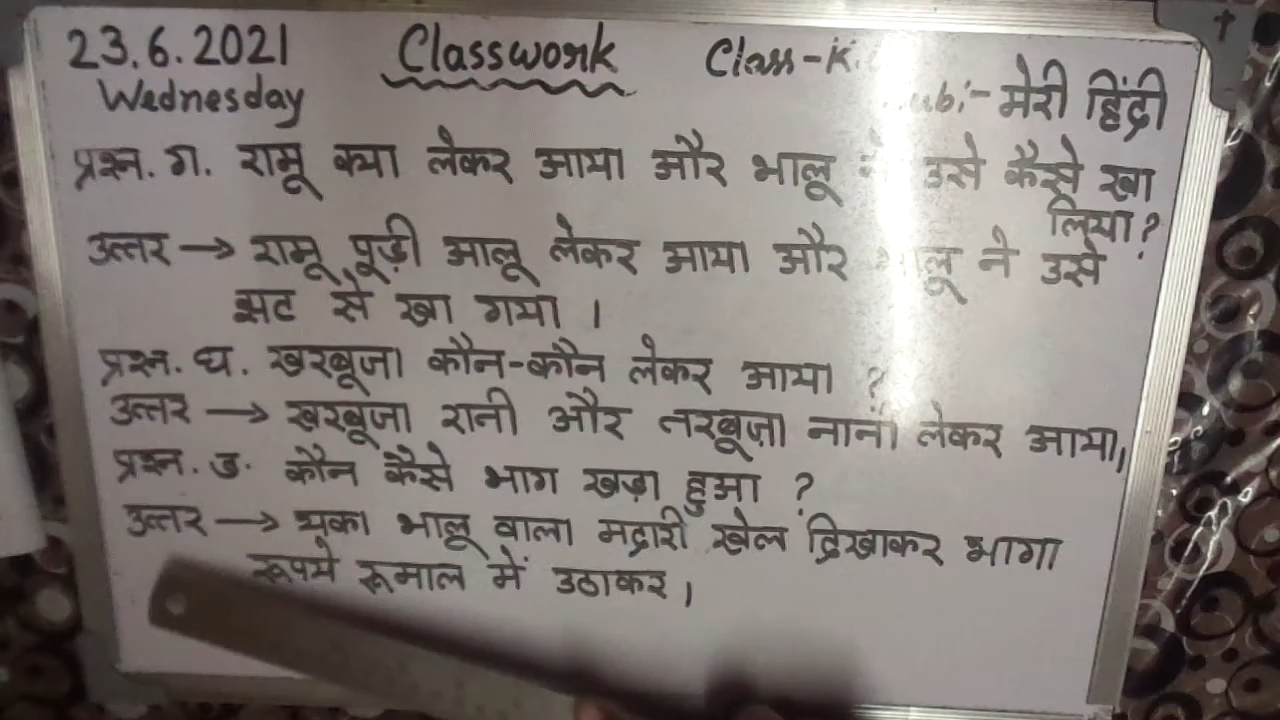 23.6.2021 Classwork Class-K.
Wednesday मेरी हिंदी
प्रश्न. ग. रामू क्या लेकर आया और भालू उसे कैसे खा
लिया?
उत्तर → रामू पूड़ी आलू लेकर आया और ने उसे
झट से खा गया ।
प्रश्न. घ. खरबूजा कौन-कौन लेकर आया ?
उत्तर → खरबूजा रानी और तरबूज़ा नानी लेकर आया,
प्रश्न. ङ. कौन कैसे भाग खड़ा हुआ ?
उत्तर → थका भालू वाला मदारी खेल दिखाकर भागा
रूपये रूमाल में उठाकर ।